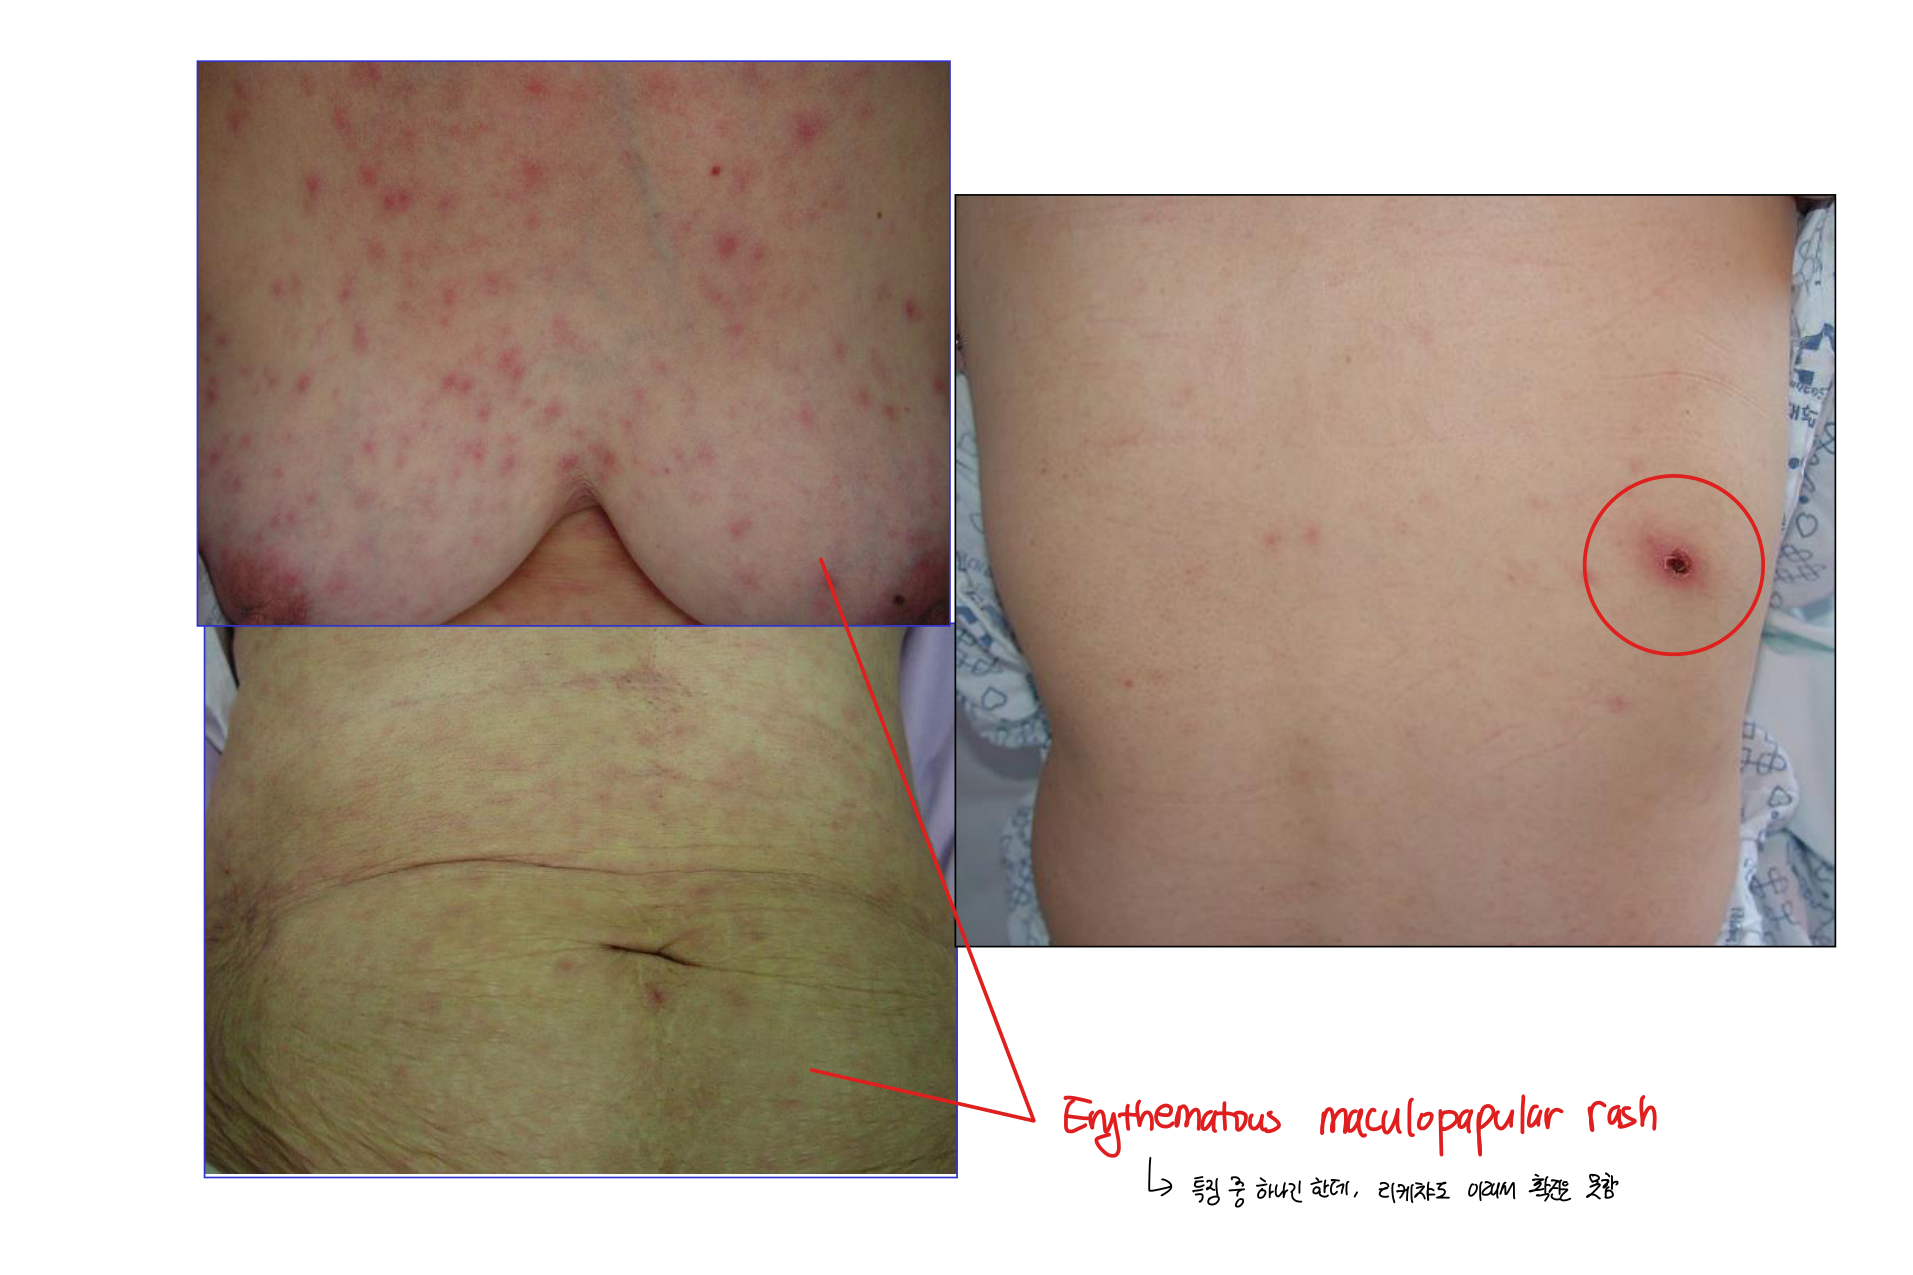 Erythematous maculopapular rash
↳ 특징 중 하나긴 한데, 리케챠도 이래서 확진은 못함